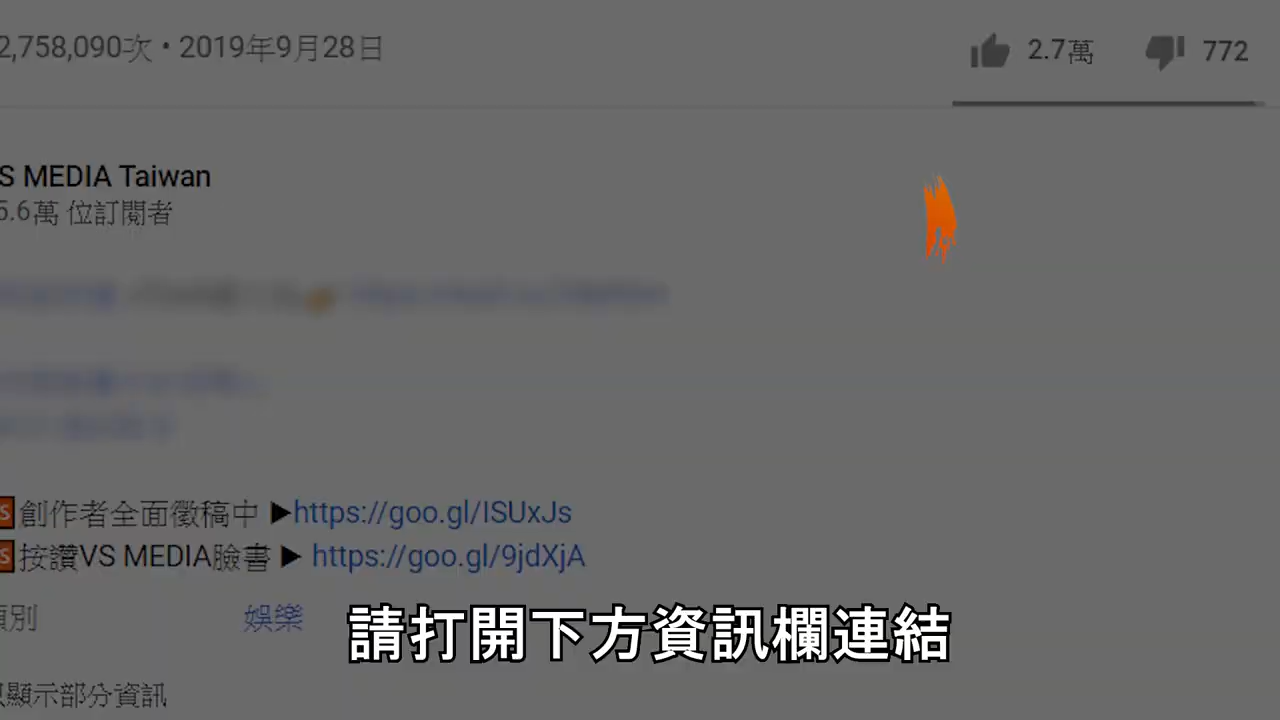 2,758,090次 • 2019年9月28日
2.7萬
772
S MEDIA Taiwan
5.6萬 位訂閱者
創作者全面徵稿中 ▶https://goo.gl/ISUxJs
按讚VS MEDIA臉書 ▶ https://goo.gl/9jdXjA
娛樂
請打開下方資訊欄連結
顯示部分資訊